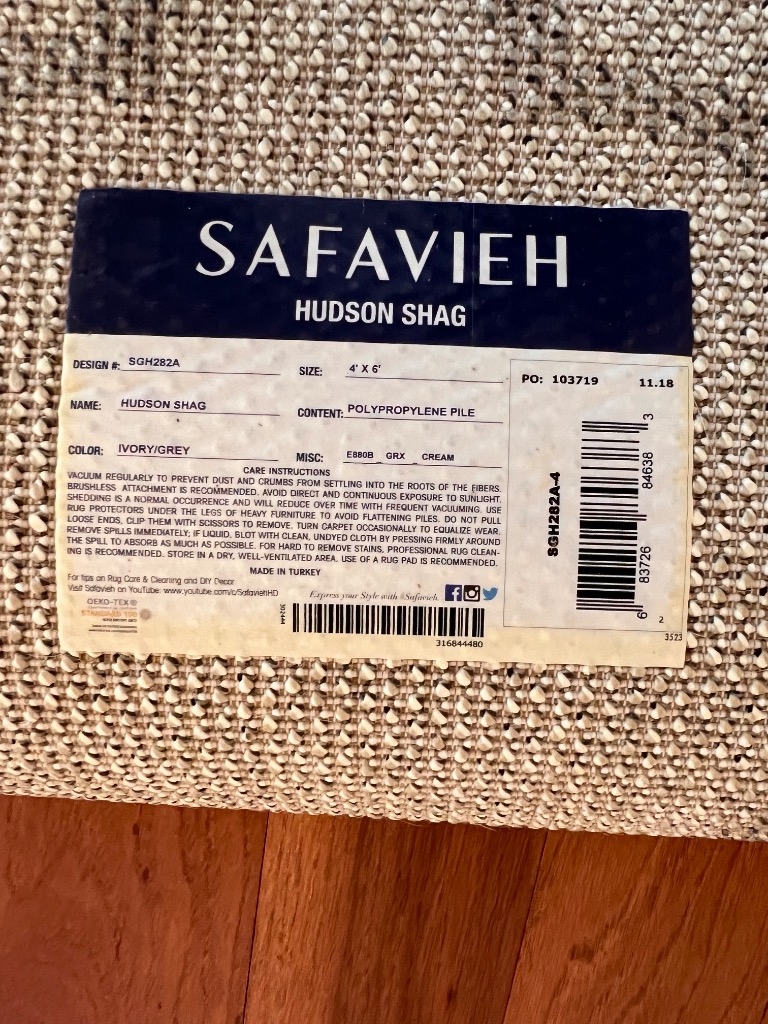 SAFAVIEH
HUDSON SHAG
DESIGN #: SGH282A
SIZE: 4' X 6'
NAME: HUDSON SHAG
CONTENT: POLYPROPYLENE PILE
COLOR: IVORY/GREY
MISC: E880B GRX CREAM
CARE INSTRUCTIONS
VACUUM REGULARLY TO PREVENT DUST AND CRUMBS FROM SETTLING INTO THE ROOTS OF THE FIBERS.
BRUSHLESS ATTACHMENT IS RECOMMENDED. AVOID DIRECT AND CONTINUOUS EXPOSURE TO SUNLIGHT.
SHEDDING IS A NORMAL OCCURRENCE AND WILL REDUCE OVER TIME WITH FREQUENT VACUUMING. USE
RUG PROTECTORS UNDER THE LEGS OF HEAVY FURNITURE TO AVOID FLATTENING PILES. DO NOT PULL
LOOSE ENDS, CLIP THEM WITH SCISSORS TO REMOVE. TURN CARPET OCCASIONALLY TO EQUALIZE WEAR.
REMOVE SPILLS IMMEDIATELY; IF LIQUID, BLOT WITH CLEAN, UNDYED CLOTH BY PRESSING FIRMLY AROUND
THE SPILL TO ABSORB AS MUCH AS POSSIBLE. FOR HARD TO REMOVE STAINS, PROFESSIONAL RUG CLEAN-
ING IS RECOMMENDED. STORE IN A DRY, WELL-VENTILATED AREA. USE OF A RUG PAD IS RECOMMENDED.
MADE IN TURKEY
For tips on Rug Care & Cleaning and DIY Decor
Visit Safavieh on YouTube: www.youtube.com/c/SafaviehHD
Express your Style with @Safavieh
OEKO-TEX®
STANDARD 100
302444
316844480
PO: 103719 11.18
SGH282A-4
6 83726 84638 3
2
3523